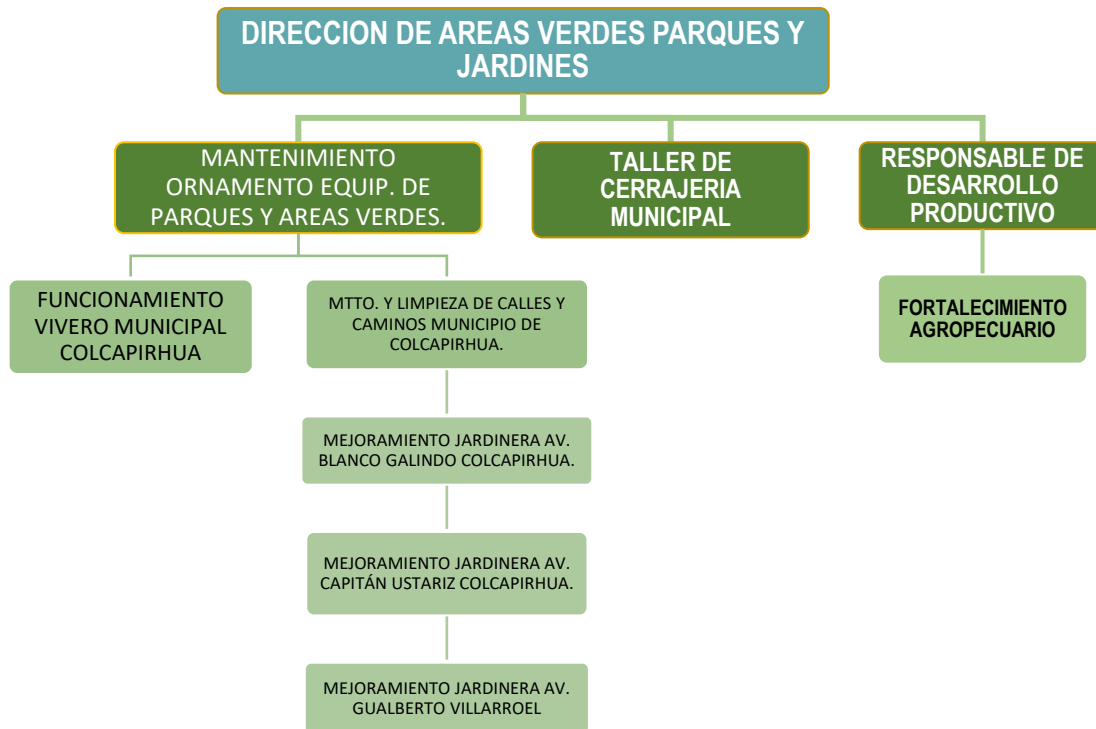 DIRECCION DE AREAS VERDES PARQUES Y
JARDINES
MANTENIMIENTO
ORNAMENTO EQUIP. DE
PARQUES Y AREAS VERDES.
TALLER DE
CERRAJERIA
MUNICIPAL
RESPONSABLE DE
DESARROLLO
PRODUCTIVO
FUNCIONAMIENTO
VIVERO MUNICIPAL
COLCAPIRHUA
MTTO. Y LIMPIEZA DE CALLES Y
CAMINOS MUNICIPIO DE
COLCAPIRHUA.
FORTALECIMIENTO
AGROPECUARIO
MEJORAMIENTO JARDINERA AV.
BLANCO GALINDO COLCAPIRHUA.
MEJORAMIENTO JARDINERA AV.
CAPITÁN USTARIZ COLCAPIRHUA.
MEJORAMIENTO JARDINERA AV.
GUALBERTO VILLARROEL